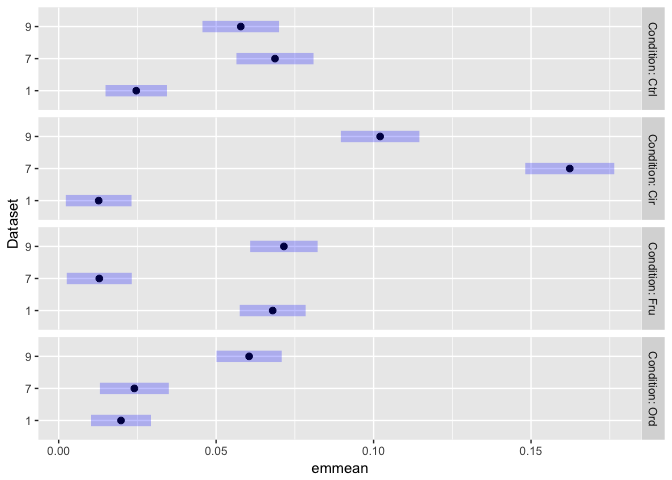 Dataset
9
7
1
Condition: Ctrl
9
7
1
Condition: Cir
9
7
1
Condition: Fru
9
7
1
Condition: Ord
0.00 0.05 0.10 0.15
emmean